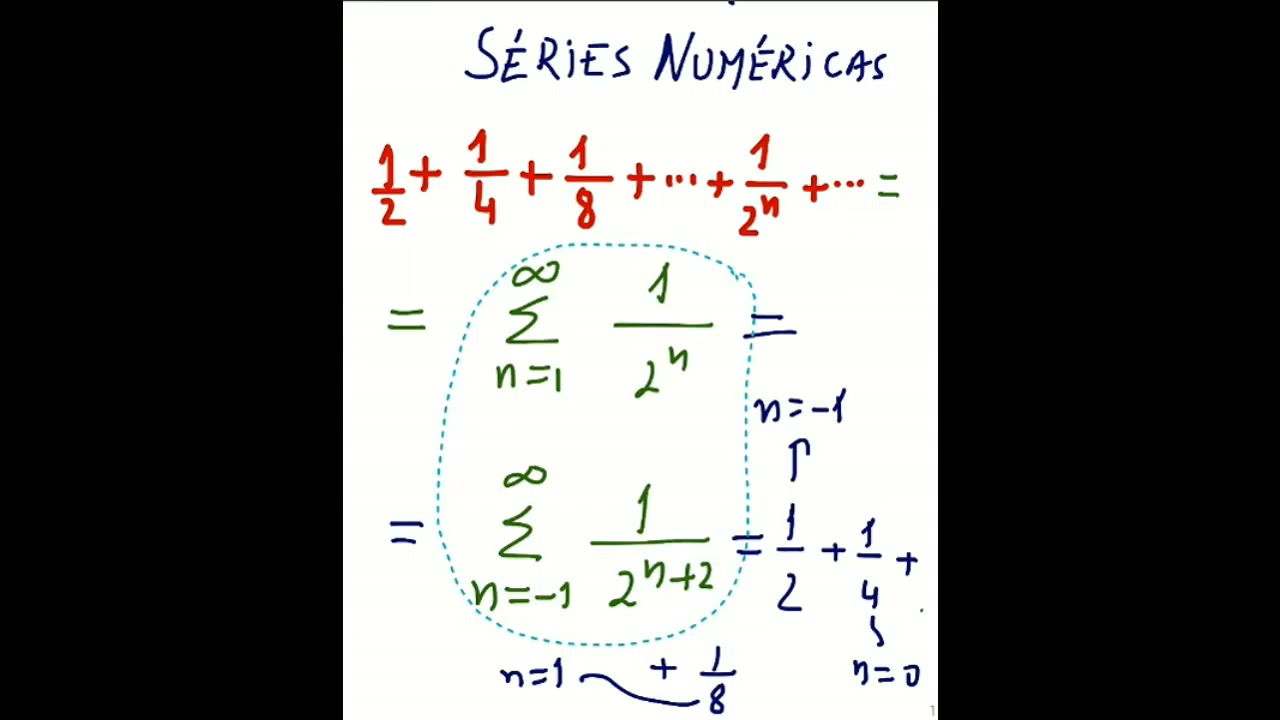 SÉRIES NUMÉRICAS
1/2 + 1/4 + 1/8 + ... + 1/2^n + ... =
= ∞ ∑ n=1 1/2^n =
n=-1
↑
= ∞ ∑ n=-1 1/2^(n+2) = 1/2 + 1/4 +
n=1 + 1/8 n=0
1